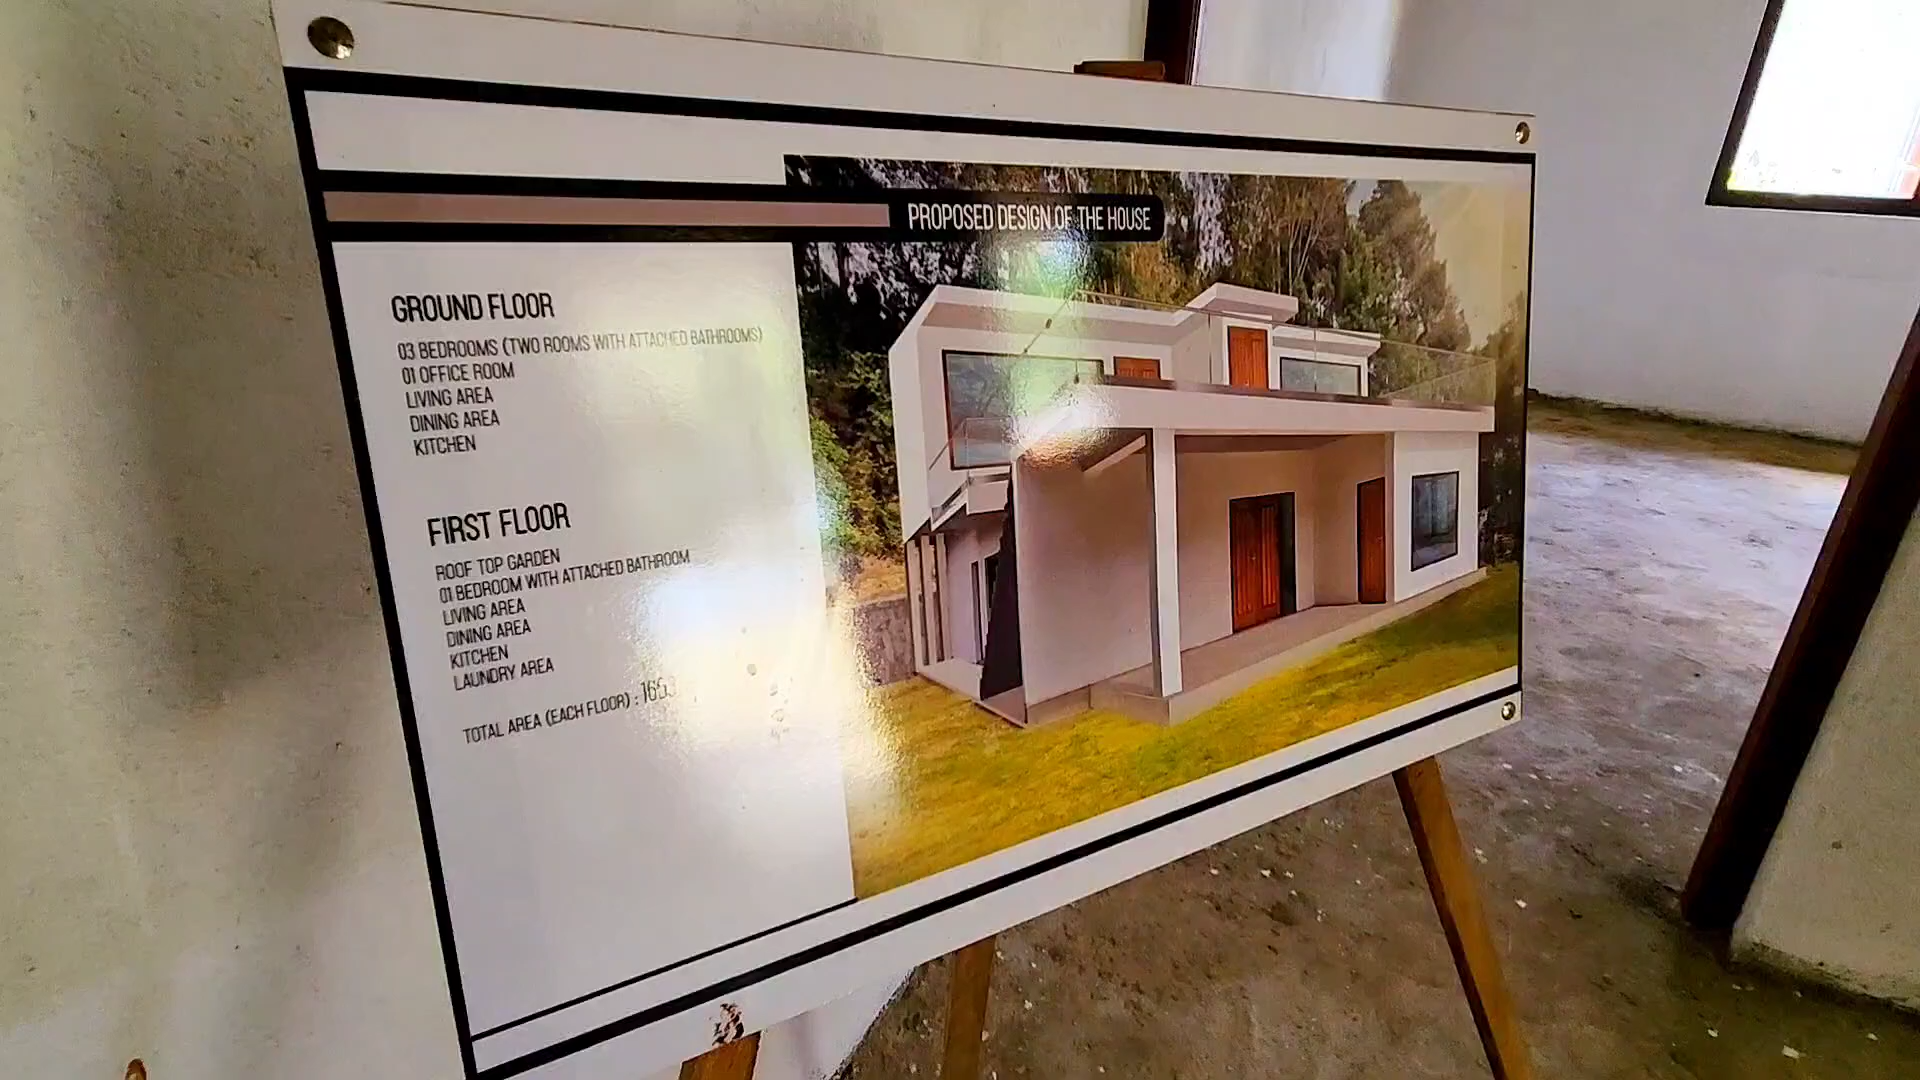 PROPOSED DESIGN OF THE HOUSE
GROUND FLOOR
03 BEDROOMS (TWO ROOMS WITH ATTACHED BATHROOMS)
01 OFFICE ROOM
LIVING AREA
DINING AREA
KITCHEN
FIRST FLOOR
ROOF TOP GARDEN
01 BEDROOM WITH ATTACHED BATHROOM
LIVING AREA
DINING AREA
KITCHEN
LAUNDRY AREA
TOTAL AREA (EACH FLOOR) : 1653